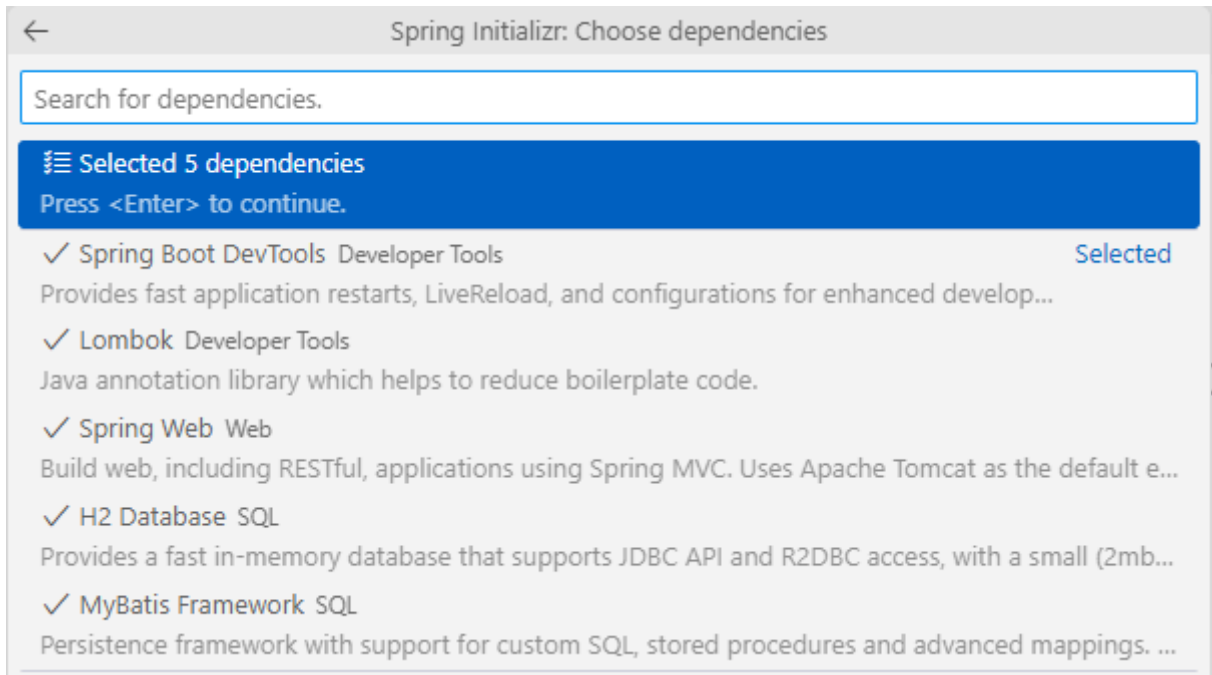 Spring Initializr: Choose dependencies
Search for dependencies.
Selected 5 dependencies
Press <Enter> to continue.
Spring Boot DevTools Developer Tools Selected
Provides fast application restarts, LiveReload, and configurations for enhanced develop...
Lombok Developer Tools
Java annotation library which helps to reduce boilerplate code.
Spring Web Web
Build web, including RESTful, applications using Spring MVC. Uses Apache Tomcat as the default e...
H2 Database SQL
Provides a fast in-memory database that supports JDBC API and R2DBC access, with a small (2mb...
MyBatis Framework SQL
Persistence framework with support for custom SQL, stored procedures and advanced mappings. ...